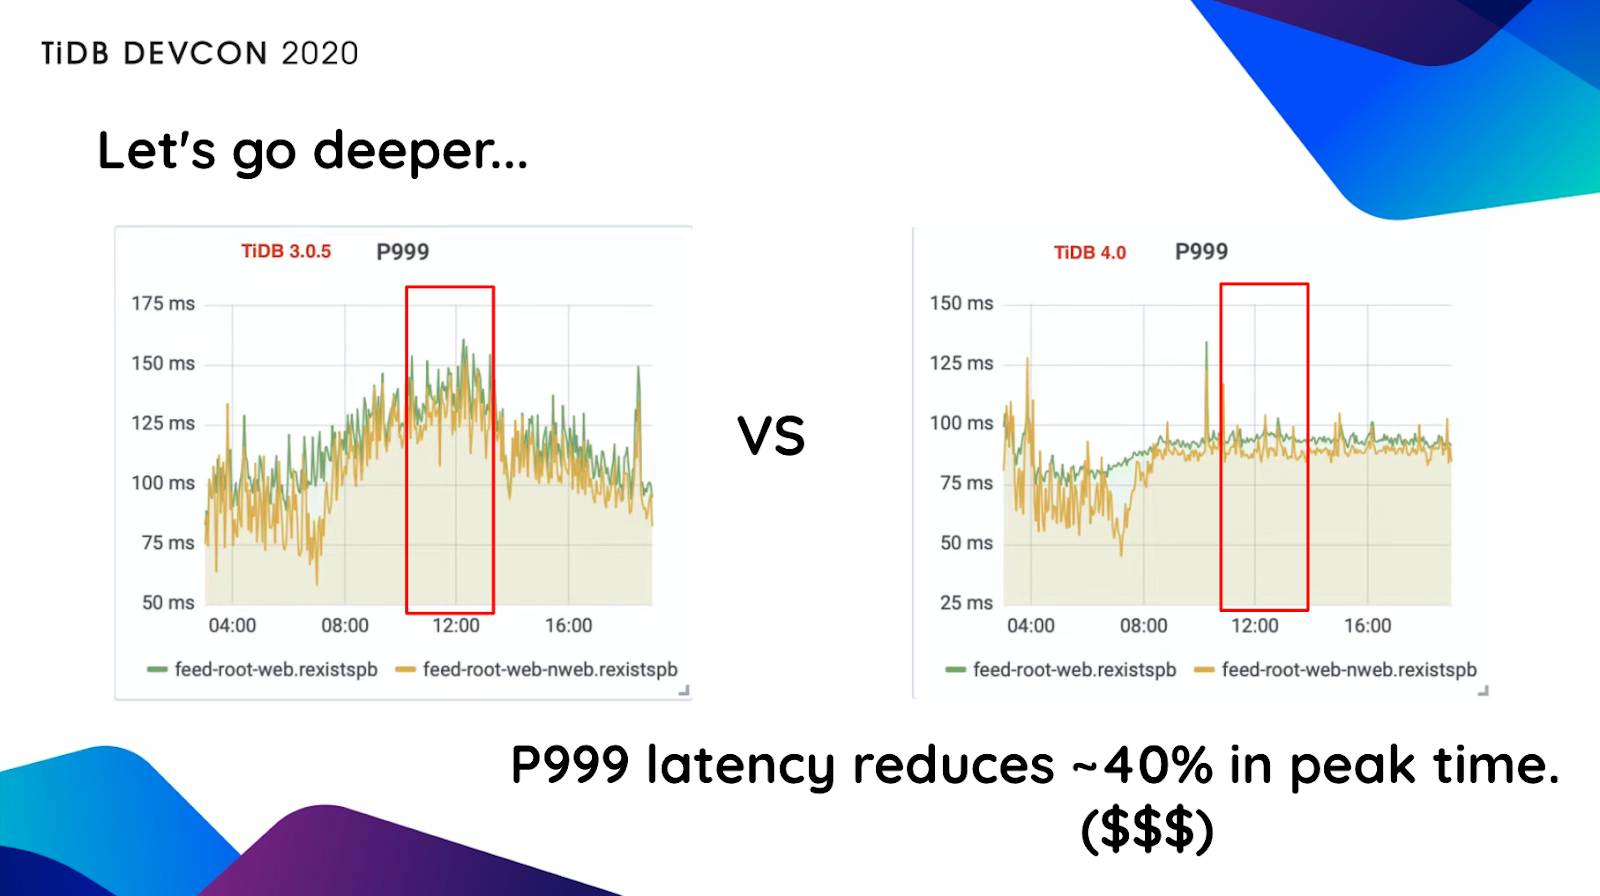 TiDB DEVCON 2020
Let's go deeper...
TiDB 3.0.5 P999
175 ms
150 ms
125 ms
100 ms
75 ms
50 ms
04:00 08:00 12:00 16:00
feed-root-web.rexistspb feed-root-web-nweb.rexistspb
VS
TiDB 4.0 P999
150 ms
125 ms
100 ms
75 ms
50 ms
25 ms
04:00 08:00 12:00 16:00
feed-root-web.rexistspb feed-root-web-nweb.rexistspb
P999 latency reduces ~40% in peak time.
($$$)